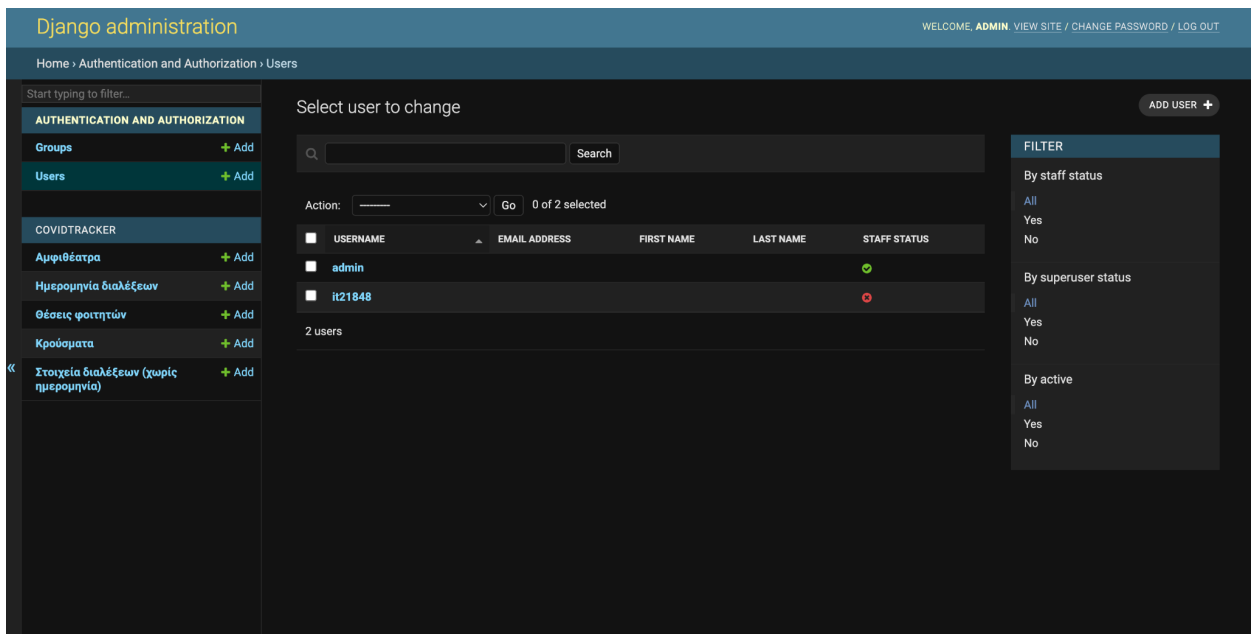 Django administration
WELCOME, ADMIN. VIEW SITE / CHANGE PASSWORD / LOG OUT
Home › Authentication and Authorization › Users
Start typing to filter...
AUTHENTICATION AND AUTHORIZATION
Groups + Add
Users + Add
COVIDTRACKER
Αμφιθέατρα + Add
Ημερομηνία διαλέξεων + Add
Θέσεις φοιτητών + Add
Κρούσματα + Add
Στοιχεία διαλέξεων (χωρίς + Add
ημερομηνία)
«
Select user to change
ADD USER +
Search
Action: --------- Go 0 of 2 selected
USERNAME EMAIL ADDRESS FIRST NAME LAST NAME STAFF STATUS
admin
it21848
2 users
FILTER
By staff status
All
Yes
No
By superuser status
All
Yes
No
By active
All
Yes
No